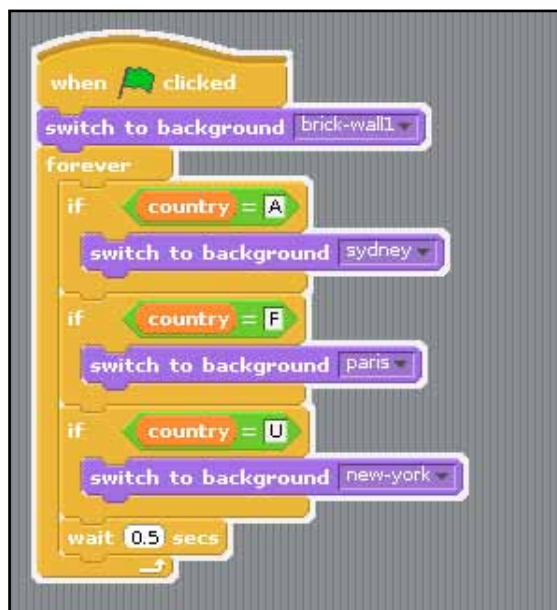 when clicked
switch to background brick-wall1
forever
if country = A
switch to background sydney
if country = F
switch to background paris
if country = U
switch to background new-york
wait 0.5 secs